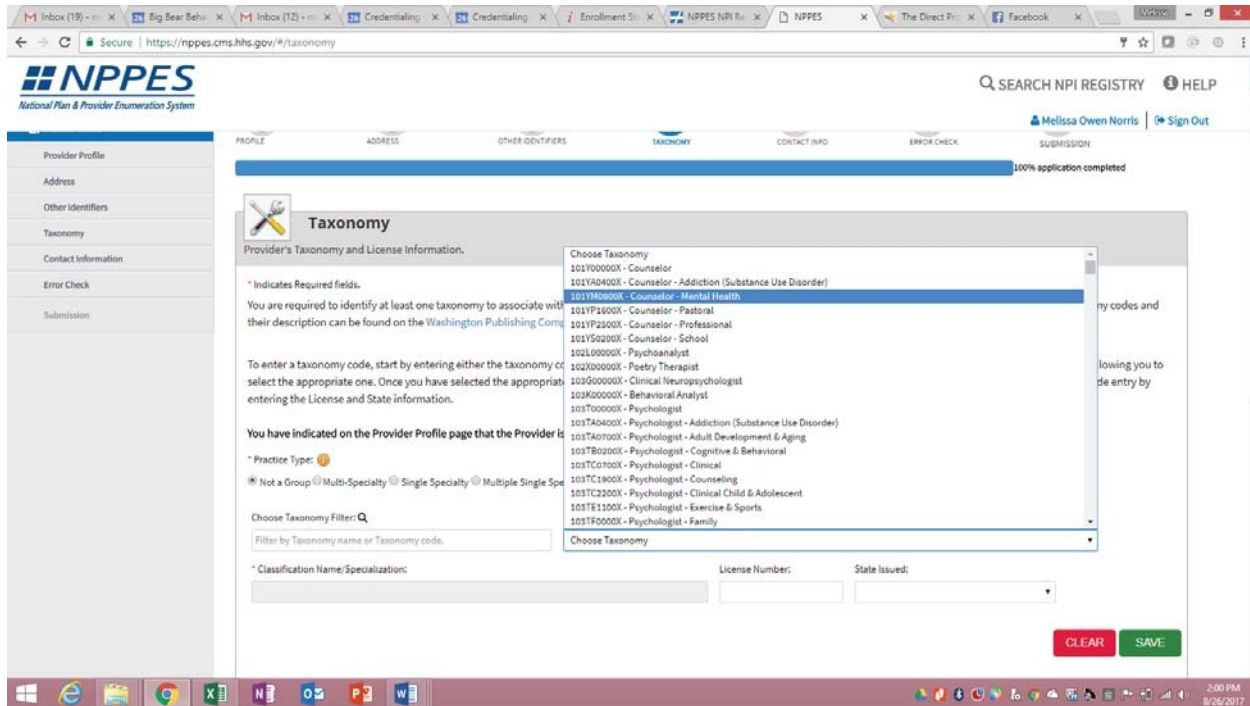 Inbox (19) - m
Big Bear Beha
Inbox (12) - m
Credentialing
Credentialing
Enrollment St
NPPES NPI Re
NPPES
The Direct Pr
Facebook
Secure | https://nppes.cms.hhs.gov/#/taxonomy
NPPES
National Plan & Provider Enumeration System
SEARCH NPI REGISTRY
HELP
Melissa Owen Norris
Sign Out
PROFILE
ADDRESS
OTHER IDENTIFIERS
TAXONOMY
CONTACT INFO
ERROR CHECK
SUBMISSION
100% application completed
Provider Profile
Address
Other Identifiers
Taxonomy
Contact Information
Error Check
Submission
Taxonomy
Provider's Taxonomy and License Information.
* Indicates Required fields.
You are required to identify at least one taxonomy to associate with
ny codes and
their description can be found on the Washington Publishing Comp
To enter a taxonomy code, start by entering either the taxonomy co
lowing you to
select the appropriate one. Once you have selected the appropriat
de entry by
entering the License and State information.
You have indicated on the Provider Profile page that the Provider is
* Practice Type:
Not a Group Multi-Specialty Single Specialty Multiple Single Spe
Choose Taxonomy Filter:
Filter by Taxonomy name or Taxonomy code.
Choose Taxonomy
101Y00000X - Counselor
101YA0400X - Counselor - Addiction (Substance Use Disorder)
101YM0800X - Counselor - Mental Health
101YP1600X - Counselor - Pastoral
101YP2500X - Counselor - Professional
101YS0200X - Counselor - School
102L00000X - Psychoanalyst
102X00000X - Poetry Therapist
103G00000X - Clinical Neuropsychologist
103K00000X - Behavioral Analyst
103T00000X - Psychologist
103TA0400X - Psychologist - Addiction (Substance Use Disorder)
103TA0700X - Psychologist - Adult Development & Aging
103TB0200X - Psychologist - Cognitive & Behavioral
103TC0700X - Psychologist - Clinical
103TC1900X - Psychologist - Counseling
103TC2200X - Psychologist - Clinical Child & Adolescent
103TE1100X - Psychologist - Exercise & Sports
103TF0000X - Psychologist - Family
Choose Taxonomy
* Classification Name/Specialization:
License Number:
State Issued:
CLEAR
SAVE
2:00 PM
8/26/2017